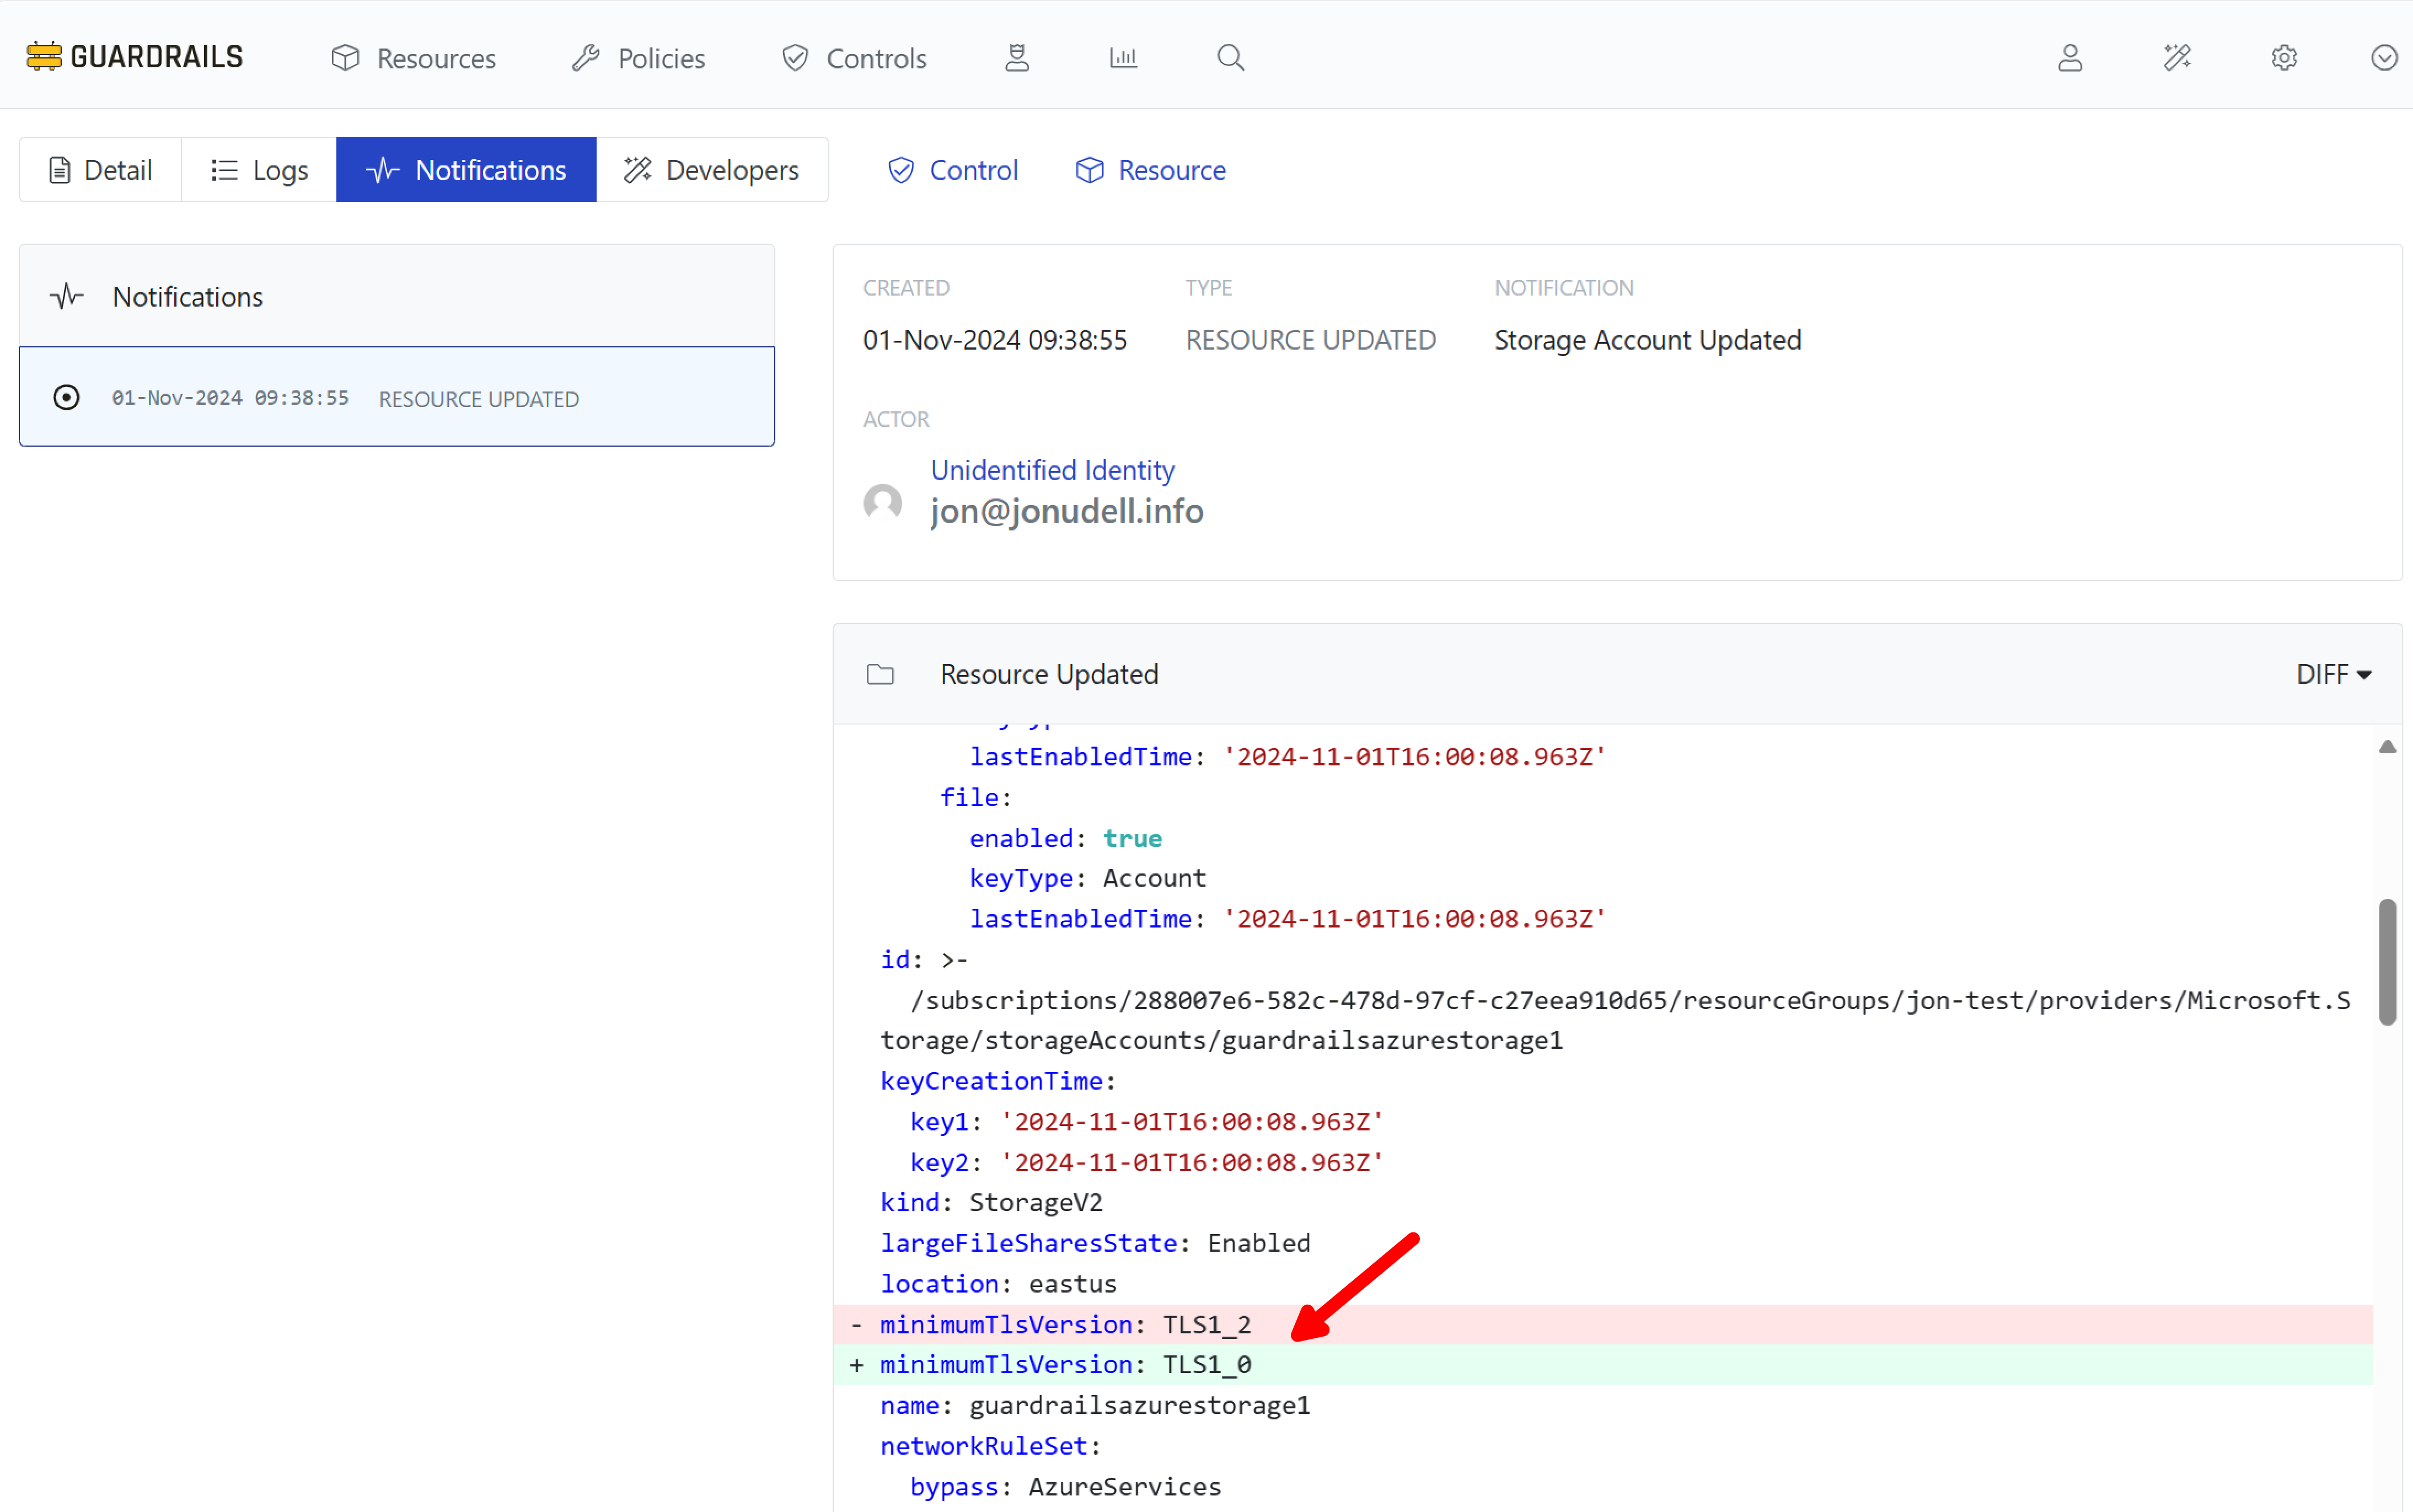 GUARDRAILS Resources Policies Controls
Detail Logs Notifications Developers Control Resource
Notifications
01-Nov-2024 09:38:55 RESOURCE UPDATED
CREATED TYPE NOTIFICATION
01-Nov-2024 09:38:55 RESOURCE UPDATED Storage Account Updated
ACTOR
Unidentified Identity
jon@jonudell.info
Resource Updated DIFF
lastEnabledTime: '2024-11-01T16:00:08.963Z'
file:
enabled: true
keyType: Account
lastEnabledTime: '2024-11-01T16:00:08.963Z'
id: >-
/subscriptions/288007e6-582c-478d-97cf-c27eea910d65/resourceGroups/jon-test/providers/Microsoft.S
torage/storageAccounts/guardrailsazurestorage1
keyCreationTime:
key1: '2024-11-01T16:00:08.963Z'
key2: '2024-11-01T16:00:08.963Z'
kind: StorageV2
largeFileSharesState: Enabled
location: eastus
- minimumTlsVersion: TLS1_2
+ minimumTlsVersion: TLS1_0
name: guardrailsazurestorage1
networkRuleSet:
bypass: AzureServices